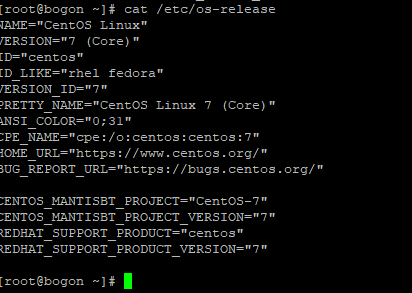 [root@bogon ~]# cat /etc/os-release
NAME="CentOS Linux"
VERSION="7 (Core)"
ID="centos"
ID_LIKE="rhel fedora"
VERSION_ID="7"
PRETTY_NAME="CentOS Linux 7 (Core)"
ANSI_COLOR="0;31"
CPE_NAME="cpe:/o:centos:centos:7"
HOME_URL="https://www.centos.org/"
BUG_REPORT_URL="https://bugs.centos.org/"

CENTOS_MANTISBT_PROJECT="CentOS-7"
CENTOS_MANTISBT_PROJECT_VERSION="7"
REDHAT_SUPPORT_PRODUCT="centos"
REDHAT_SUPPORT_PRODUCT_VERSION="7"

[root@bogon ~]#